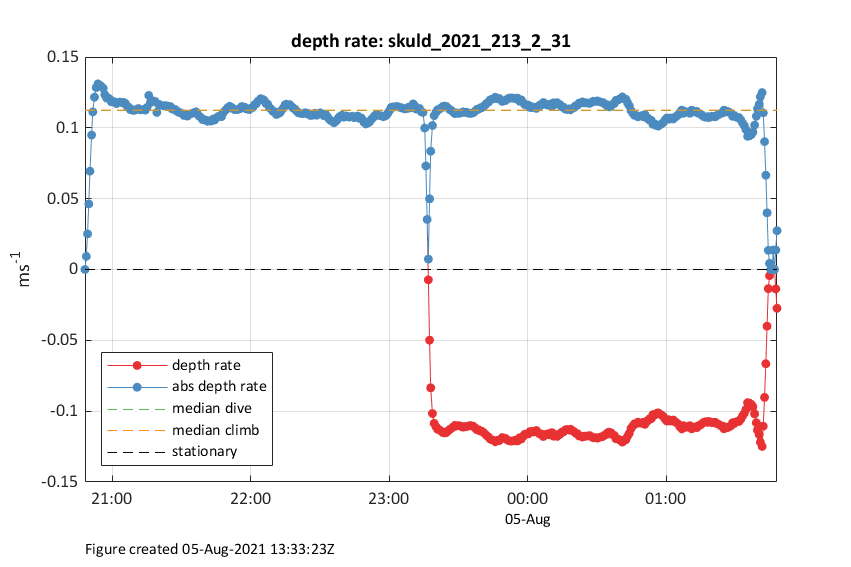 depth rate: skuld_2021_213_2_31
0.15
0.1
0.05
0
-0.05
-0.1
-0.15
ms⁻¹
depth rate
abs depth rate
median dive
median climb
stationary
21:00 22:00 23:00 00:00 01:00
05-Aug
Figure created 05-Aug-2021 13:33:23Z